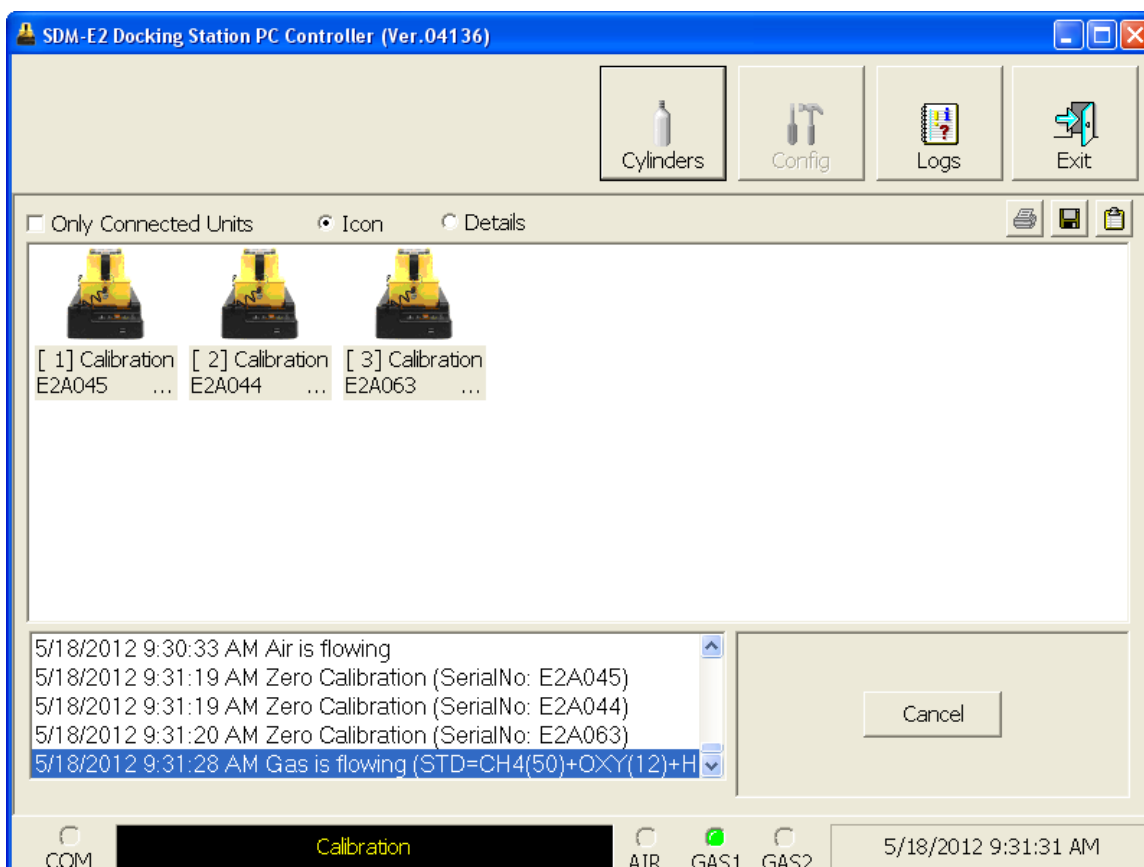 SDM-E2 Docking Station PC Controller (Ver.04136)
Cylinders
Config
Logs
Exit
Only Connected Units
Icon
Details
[ 1] Calibration
E2A045 ...
[ 2] Calibration
E2A044 ...
[ 3] Calibration
E2A063 ...
5/18/2012 9:30:33 AM Air is flowing
5/18/2012 9:31:19 AM Zero Calibration (SerialNo: E2A045)
5/18/2012 9:31:19 AM Zero Calibration (SerialNo: E2A044)
5/18/2012 9:31:20 AM Zero Calibration (SerialNo: E2A063)
5/18/2012 9:31:28 AM Gas is flowing (STD=CH4(50)+OXY(12)+H
Cancel
COM
Calibration
AIR GAS1 GAS2
5/18/2012 9:31:31 AM